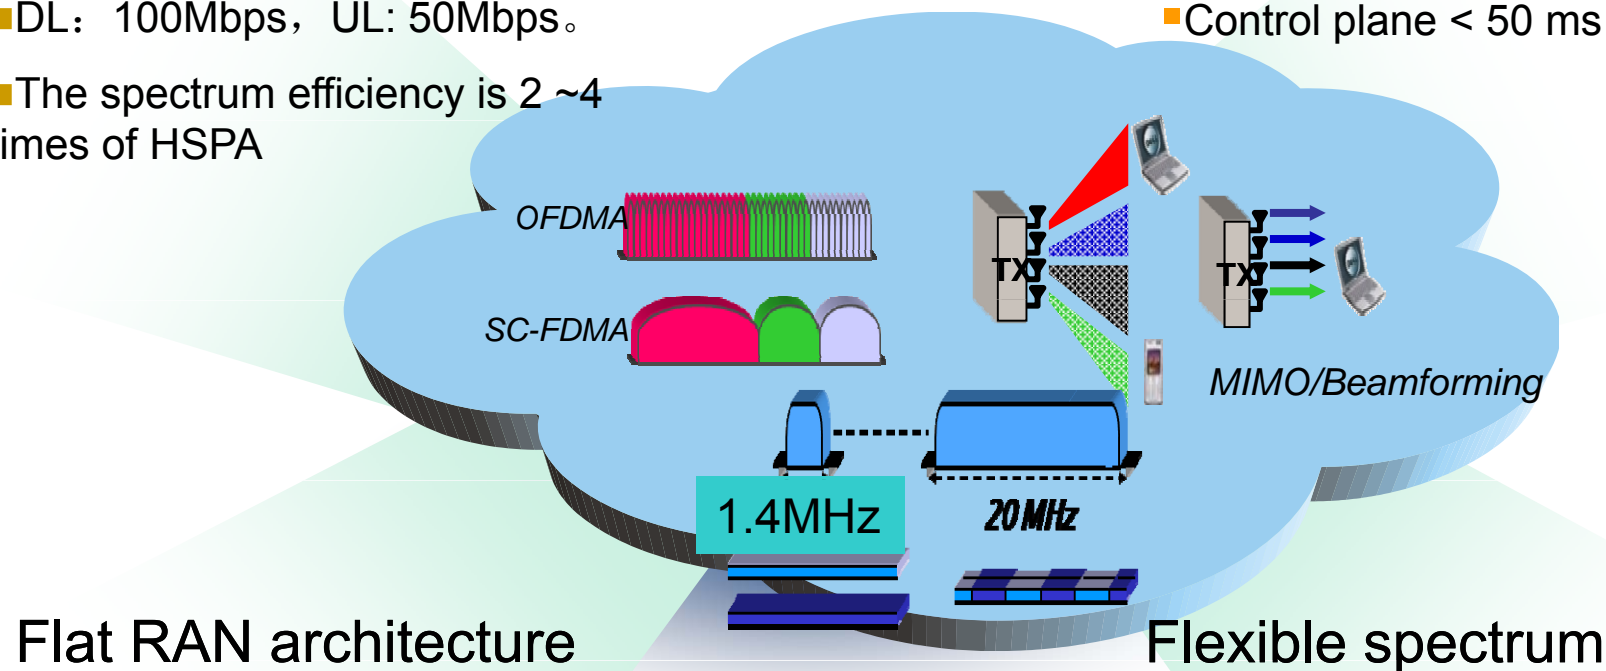 DL：100Mbps，UL: 50Mbps。
Control plane < 50 ms
The spectrum efficiency is 2 ~4
imes of HSPA
OFDMA
TX
TX
SC-FDMA
MIMO/Beamforming
1.4MHz
20MHz
Flat RAN architecture
Flexible spectrum